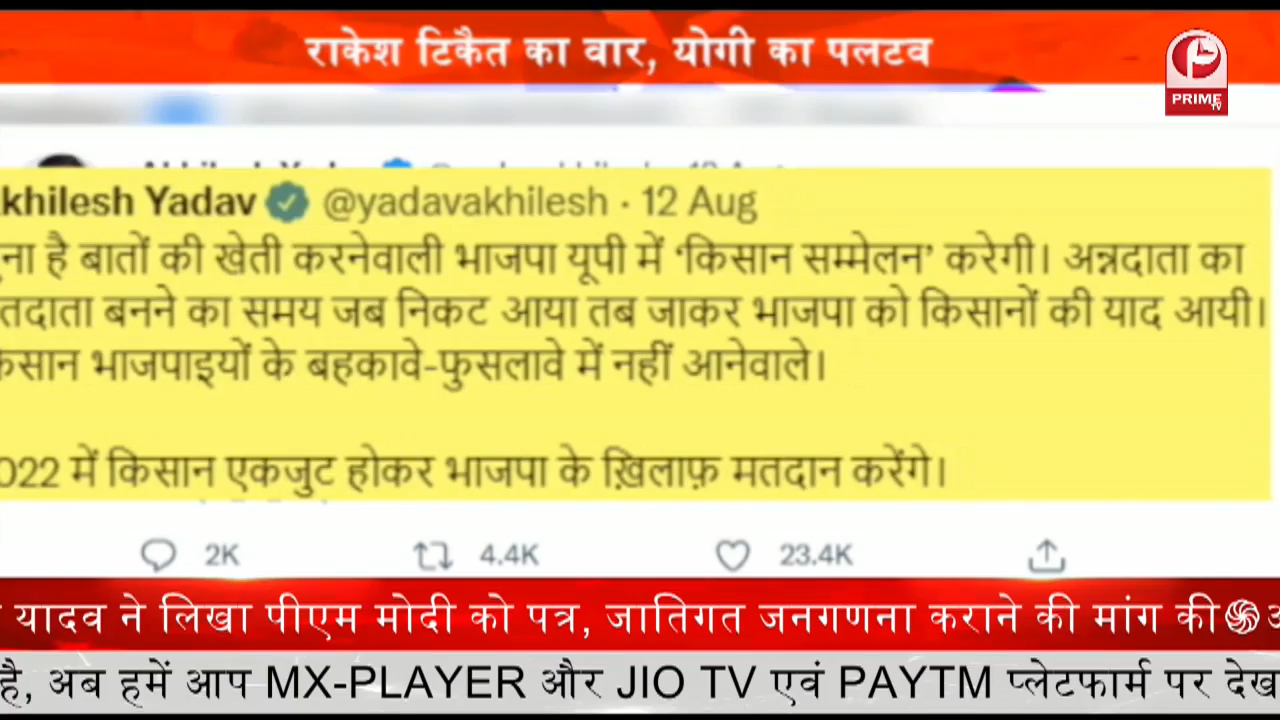 राकेश टिकैत का वार, योगी का पलटव
PRIME TV
khilesh Yadav @yadavakhilesh · 12 Aug
ना है बातों की खेती करनेवाली भाजपा यूपी में ‘किसान सम्मेलन’ करेगी। अन्नदाता का
तदाता बनने का समय जब निकट आया तब जाकर भाजपा को किसानों की याद आयी।
सान भाजपाइयों के बहकावे-फुसलावे में नहीं आनेवाले।
022 में किसान एकजुट होकर भाजपा के ख़िलाफ़ मतदान करेंगे।
2K 4.4K 23.4K
यादव ने लिखा पीएम मोदी को पत्र, जातिगत जनगणना कराने की मांग की
है, अब हमें आप MX-PLAYER और JIO TV एवं PAYTM प्लेटफार्म पर देख